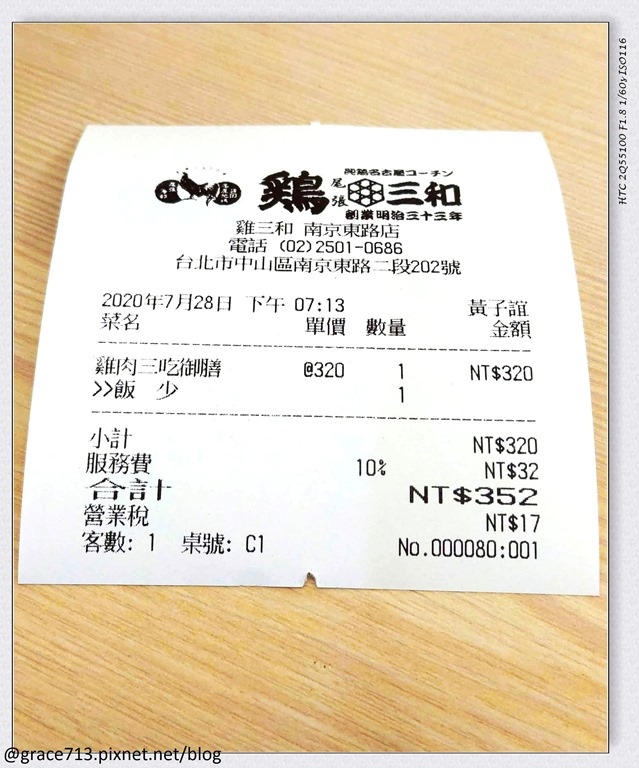 純鶏名古屋コーチン
鶏 尾張 三和
創業明治三十三年
雞三和 南京東路店
電話 (02)2501-0686
台北市中山區南京東路二段202號
2020年7月28日 下午 07:13 黃子誼
菜名 單價 數量 金額
雞肉三吃御膳 @320 1 NT$320
>>飯 少 1
小計 NT$320
服務費 10% NT$32
合計 NT$352
營業稅 NT$17
客數: 1 桌號: C1 No.000080:001
HTC 2Q55100 F1.8 1/60y ISO116
@grace713.pixnet.net/blog